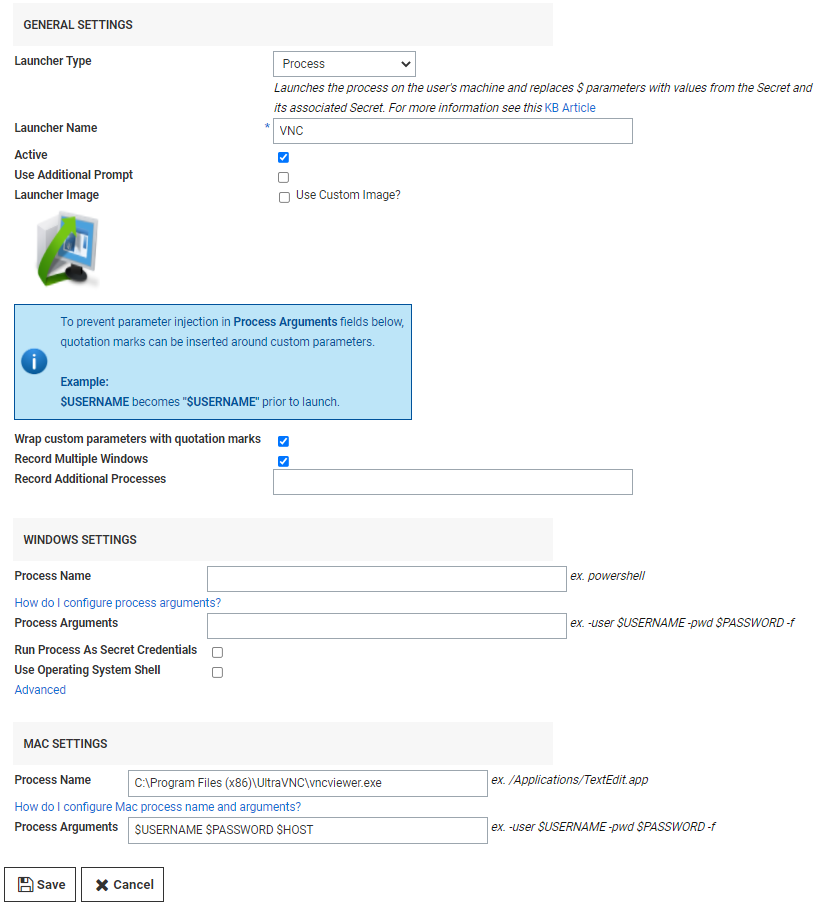 GENERAL SETTINGS
Launcher Type
Process
Launches the process on the user's machine and replaces $ parameters with values from the Secret and
its associated Secret. For more information see this KB Article
Launcher Name * VNC
Active
Use Additional Prompt
Launcher Image Use Custom Image?
To prevent parameter injection in Process Arguments fields below,
quotation marks can be inserted around custom parameters.
Example:
$USERNAME becomes "$USERNAME" prior to launch.
Wrap custom parameters with quotation marks
Record Multiple Windows
Record Additional Processes
WINDOWS SETTINGS
Process Name ex. powershell
How do I configure process arguments?
Process Arguments ex. -user $USERNAME -pwd $PASSWORD -f
Run Process As Secret Credentials
Use Operating System Shell
Advanced
MAC SETTINGS
Process Name C:\Program Files (x86)\UltraVNC\vncviewer.exe ex. /Applications/TextEdit.app
How do I configure Mac process name and arguments?
Process Arguments $USERNAME $PASSWORD $HOST ex. -user $USERNAME -pwd $PASSWORD -f
Save Cancel